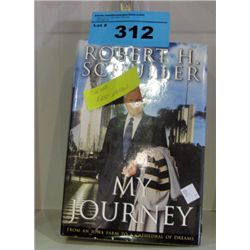 Lot #
312
ROBERT H.
SCHULLER
MY
JOURNEY
FROM AN IOWA FARM TO A CATHEDRAL OF DREAMS